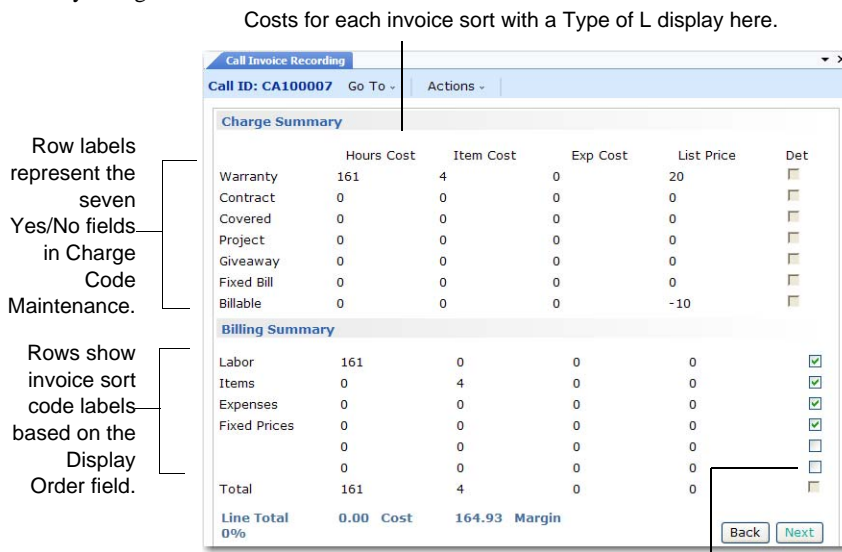 Costs for each invoice sort with a Type of L display here.
Call Invoice Recording
Call ID: CA100007 Go To Actions
Charge Summary
Hours Cost Item Cost Exp Cost List Price Det
Warranty 161 4 0 20
Contract 0 0 0 0
Covered 0 0 0 0
Project 0 0 0 0
Giveaway 0 0 0 0
Fixed Bill 0 0 0 0
Billable 0 0 0 -10
Row labels
represent the
seven
Yes/No fields
in Charge
Code
Maintenance.
Billing Summary
Labor 161 0 0 0
Items 0 4 0 0
Expenses 0 0 0 0
Fixed Prices 0 0 0 0
0 0 0 0
0 0 0 0
Total 161 4 0 0
Rows show
invoice sort
code labels
based on the
Display
Order field.
Line Total 0.00 Cost 164.93 Margin
0%
Back Next